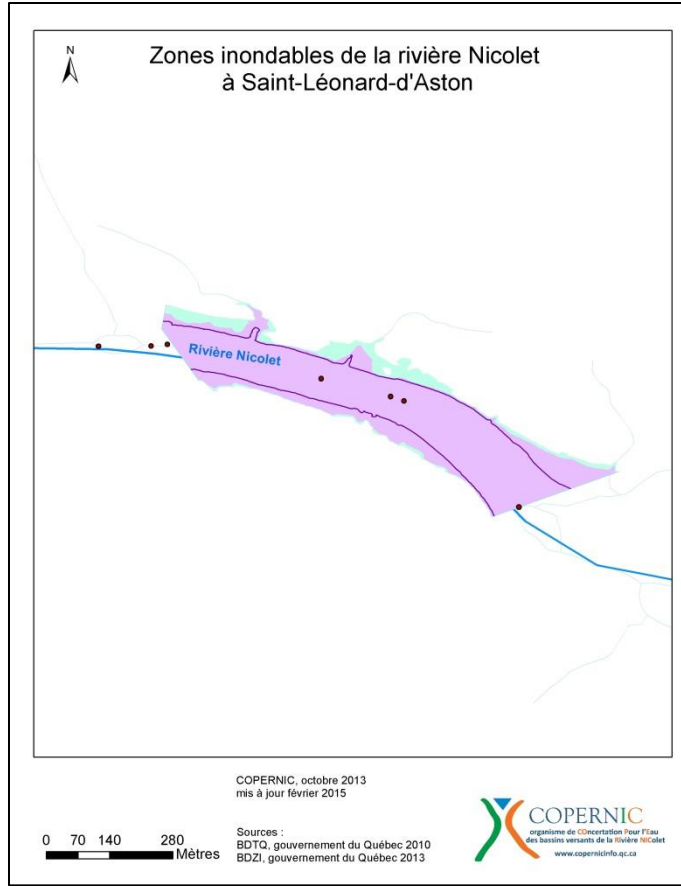 Zones inondables de la rivière Nicolet
à Saint-Léonard-d'Aston
N
Rivière Nicolet
COPERNIC, octobre 2013
mis à jour février 2015
Sources :
BDTQ, gouvernement du Québec 2010
BDZI, gouvernement du Québec 2013
0 70 140 280
Mètres
COPERNIC
organisme de COncertation Pour l'Eau
des bassins versants de la Rivière NIColet
www.copernicinfo.qc.ca